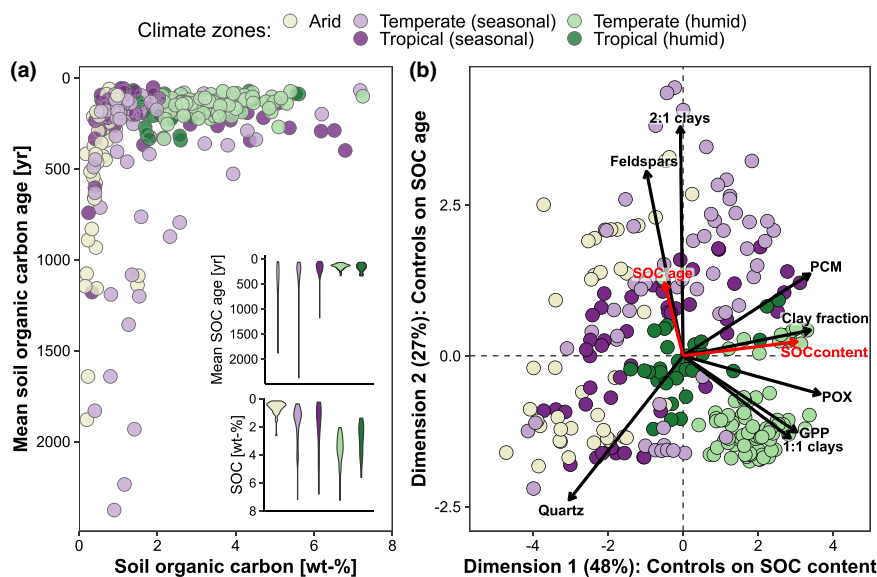 Climate zones:
Arid
Temperate (seasonal)
Temperate (humid)
Tropical (seasonal)
Tropical (humid)
(a)
Mean soil organic carbon age [yr]
0
500
1000
1500
2000
0
2
4
6
8
Soil organic carbon [wt-%]
Mean SOC age [yr]
0
500
1000
1500
2000
SOC [wt-%]
0
2
4
6
8
(b)
Dimension 2 (27%): Controls on SOC age
2.5
0.0
-2.5
-4
-2
0
2
4
Dimension 1 (48%): Controls on SOC content
2:1 clays
Feldspars
SOC age
PCM
Clay fraction
SOC content
POX
GPP
1:1 clays
Quartz